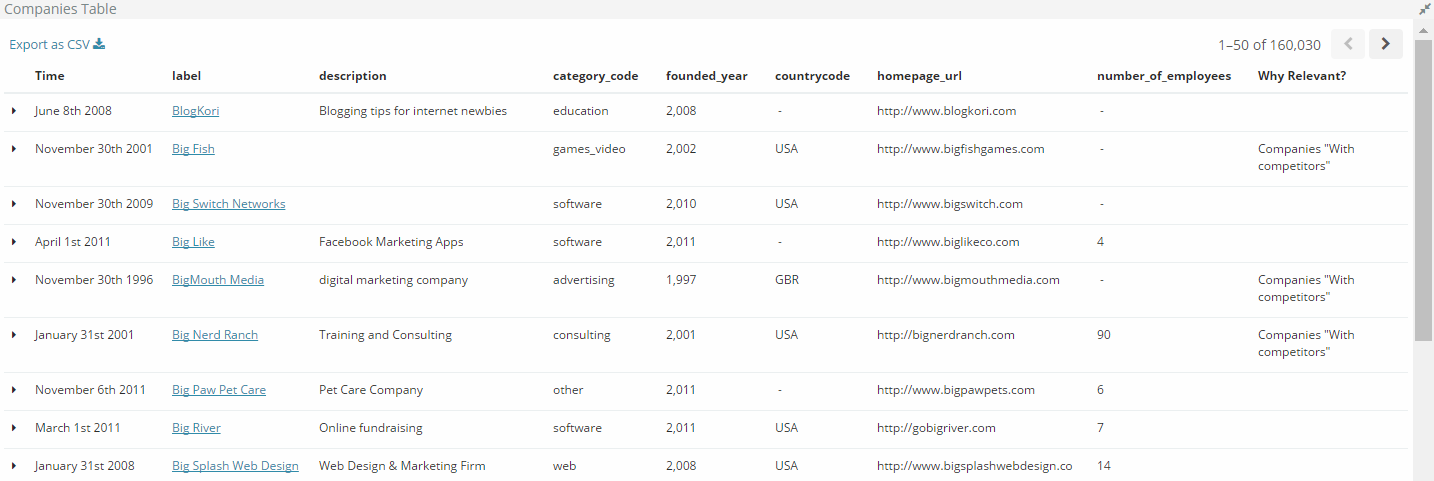 Companies Table
Export as CSV
1–50 of 160,030
Time label description category_code founded_year countrycode homepage_url number_of_employees Why Relevant?
June 8th 2008 BlogKori Blogging tips for internet newbies education 2,008 - http://www.blogkori.com -
November 30th 2001 Big Fish games_video 2,002 USA http://www.bigfishgames.com - Companies "With
competitors"
November 30th 2009 Big Switch Networks software 2,010 USA http://www.bigswitch.com -
April 1st 2011 Big Like Facebook Marketing Apps software 2,011 - http://www.biglikeco.com 4
November 30th 1996 BigMouth Media digital marketing company advertising 1,997 GBR http://www.bigmouthmedia.com - Companies "With
competitors"
January 31st 2001 Big Nerd Ranch Training and Consulting consulting 2,001 USA http://bignerdranch.com 90 Companies "With
competitors"
November 6th 2011 Big Paw Pet Care Pet Care Company other 2,011 - http://www.bigpawpets.com 6
March 1st 2011 Big River Online fundraising software 2,011 USA http://gobigriver.com 7
January 31st 2008 Big Splash Web Design Web Design & Marketing Firm web 2,008 USA http://www.bigsplashwebdesign.co 14